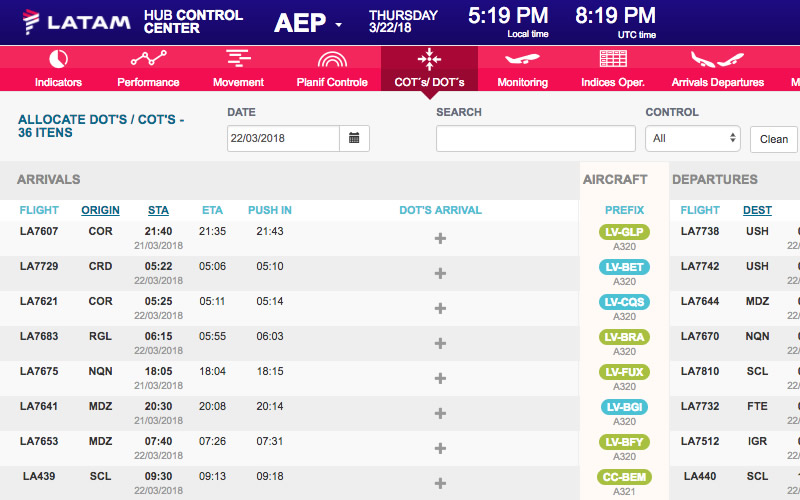 LATAM
HUB CONTROL
CENTER
AEP
THURSDAY
3/22/18
5:19 PM
Local time
8:19 PM
UTC time
Indicators Performance Movement Planif Controle COT´s/ DOT´s Monitoring Indices Oper. Arrivals Departures M
ALLOCATE DOT'S / COT'S -
36 ITENS
DATE SEARCH CONTROL
22/03/2018 All Clean
ARRIVALS AIRCRAFT DEPARTURES
FLIGHT ORIGIN STA ETA PUSH IN DOT'S ARRIVAL PREFIX FLIGHT DEST
LA7607 COR 21:40 21:35 21:43 + LV-GLP LA7738 USH
21/03/2018 A320 22/
LA7729 CRD 05:22 05:06 05:10 + LV-BET LA7742 USH
22/03/2018 A320 22/
LA7621 COR 05:25 05:11 05:14 + LV-CQS LA7644 MDZ
22/03/2018 A320 22/
LA7683 RGL 06:15 05:55 06:03 + LV-BRA LA7670 NQN
22/03/2018 A320 22/
LA7675 NQN 18:05 18:04 18:15 + LV-FUX LA7810 SCL
21/03/2018 A320 22/
LA7641 MDZ 20:30 20:08 20:14 + LV-BGI LA7732 FTE
21/03/2018 A320 22/
LA7653 MDZ 07:40 07:26 07:31 + LV-BFY LA7512 IGR
22/03/2018 A320 22/
LA439 SCL 09:30 09:13 09:18 + CC-BEM LA440 SCL
22/03/2018 A321 22/